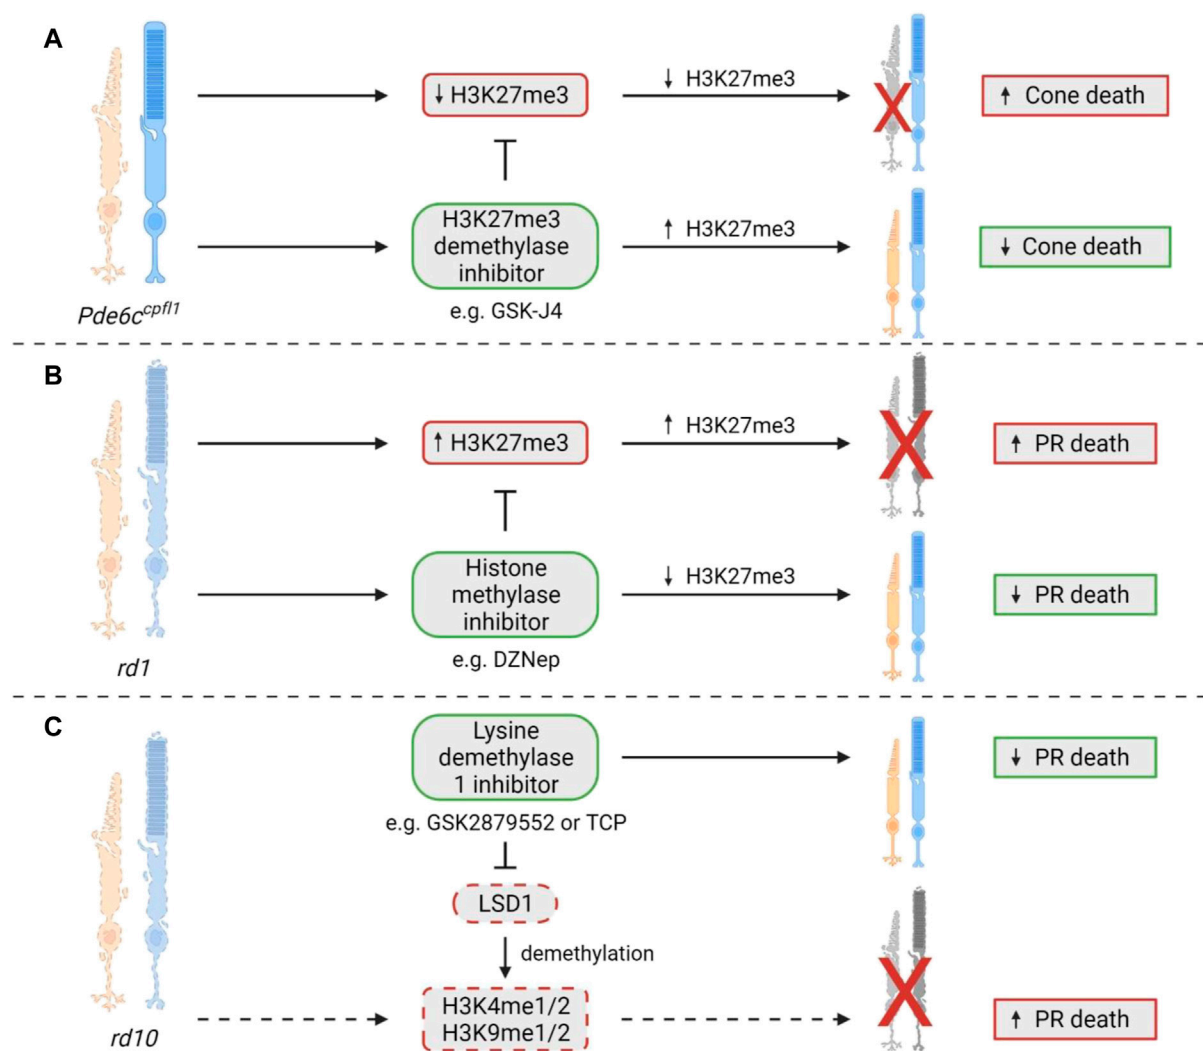 A
↓ H3K27me3
↓ H3K27me3
↑ Cone death
H3K27me3
demethylase
inhibitor
↑ H3K27me3
↓ Cone death
e.g. GSK-J4
Pde6c^cpfl1
B
↑ H3K27me3
↑ H3K27me3
↑ PR death
Histone
methylase
inhibitor
↓ H3K27me3
↓ PR death
e.g. DZNep
rd1
C
Lysine
demethylase
1 inhibitor
↓ PR death
e.g. GSK2879552 or TCP
LSD1
demethylation
H3K4me1/2
H3K9me1/2
↑ PR death
rd10